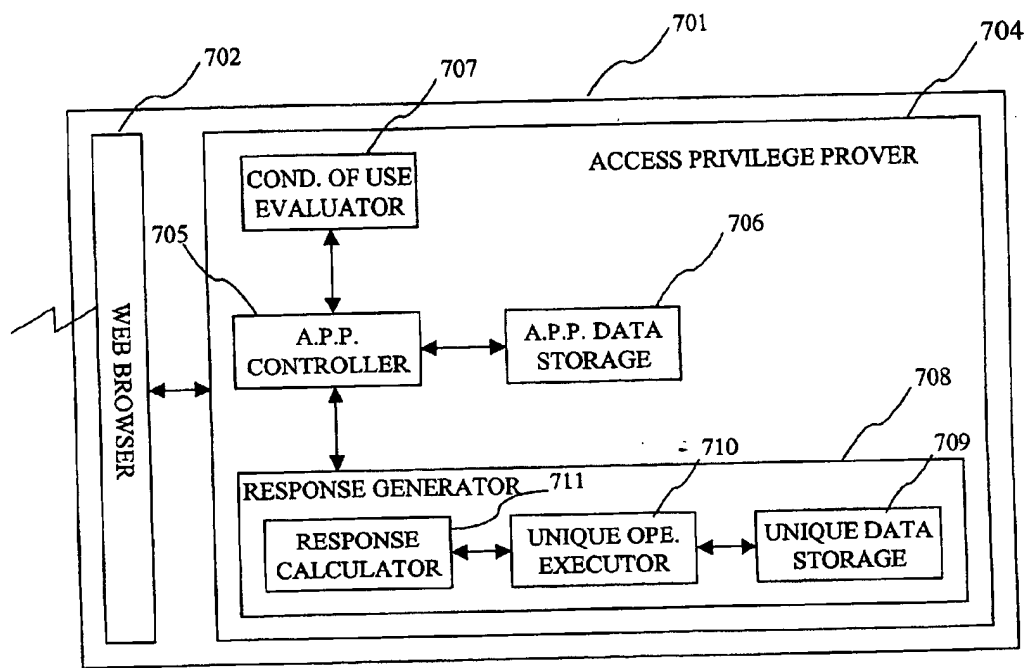 701
704
702
707
ACCESS PRIVILEGE PROVER
COND. OF USE
EVALUATOR
705
706
WEB BROWSER
A.P.P.
CONTROLLER
A.P.P. DATA
STORAGE
708
710
709
RESPONSE GENERATOR
711
RESPONSE
CALCULATOR
UNIQUE OPE.
EXECUTOR
UNIQUE DATA
STORAGE